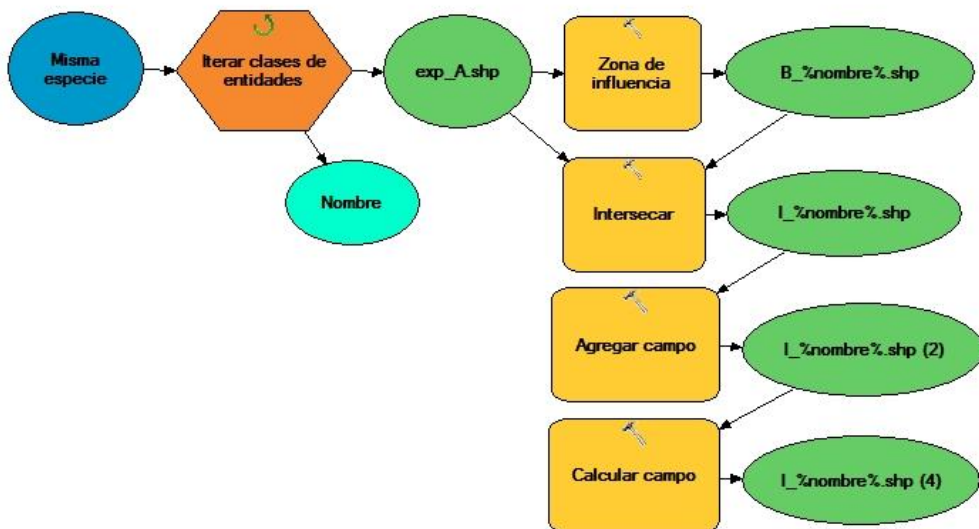 Misma
especie
Iterar clases de
entidades
exp_A.shp
Zona de
influencia
B_%nombre%.shp
Nombre
Intersecar
I_%nombre%.shp
Agregar campo
I_%nombre%.shp (2)
Calcular campo
I_%nombre%.shp (4)